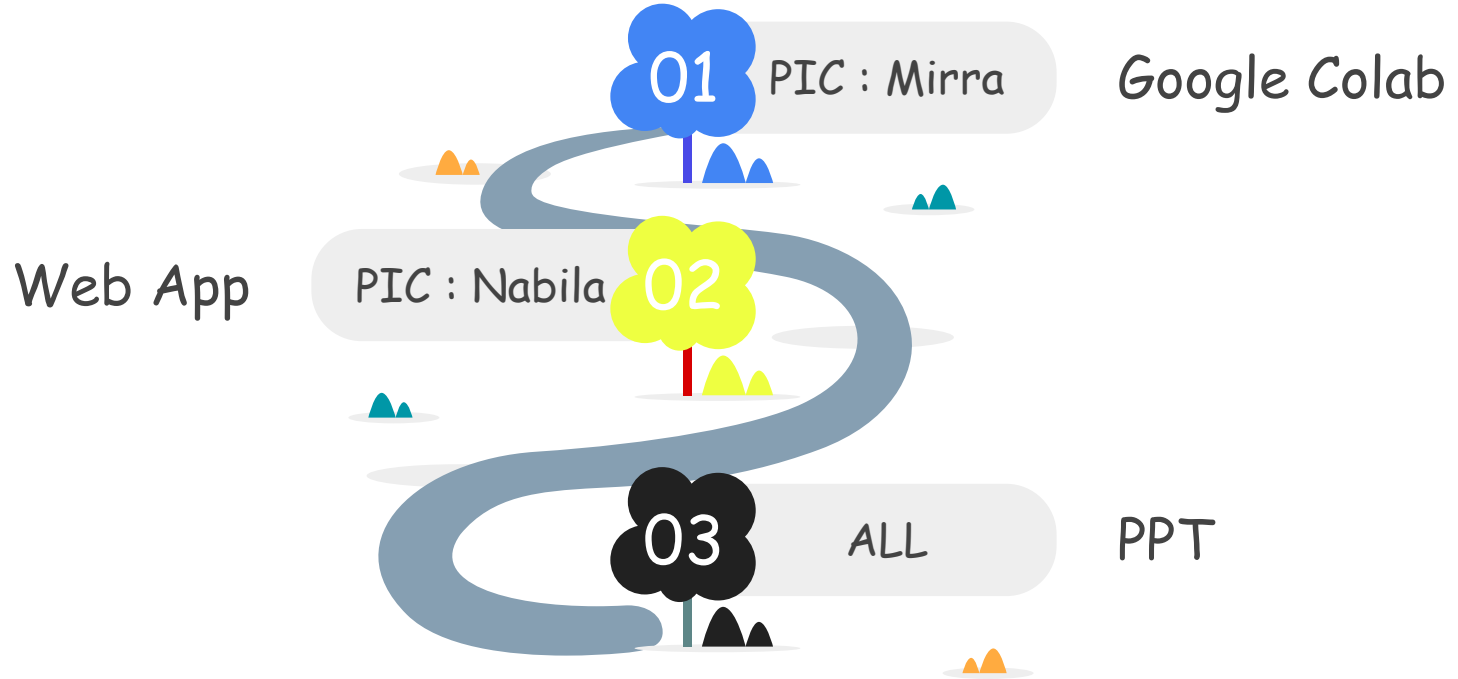 01
PIC : Mirra
Google Colab
Web App
PIC : Nabila
02
03
ALL
PPT